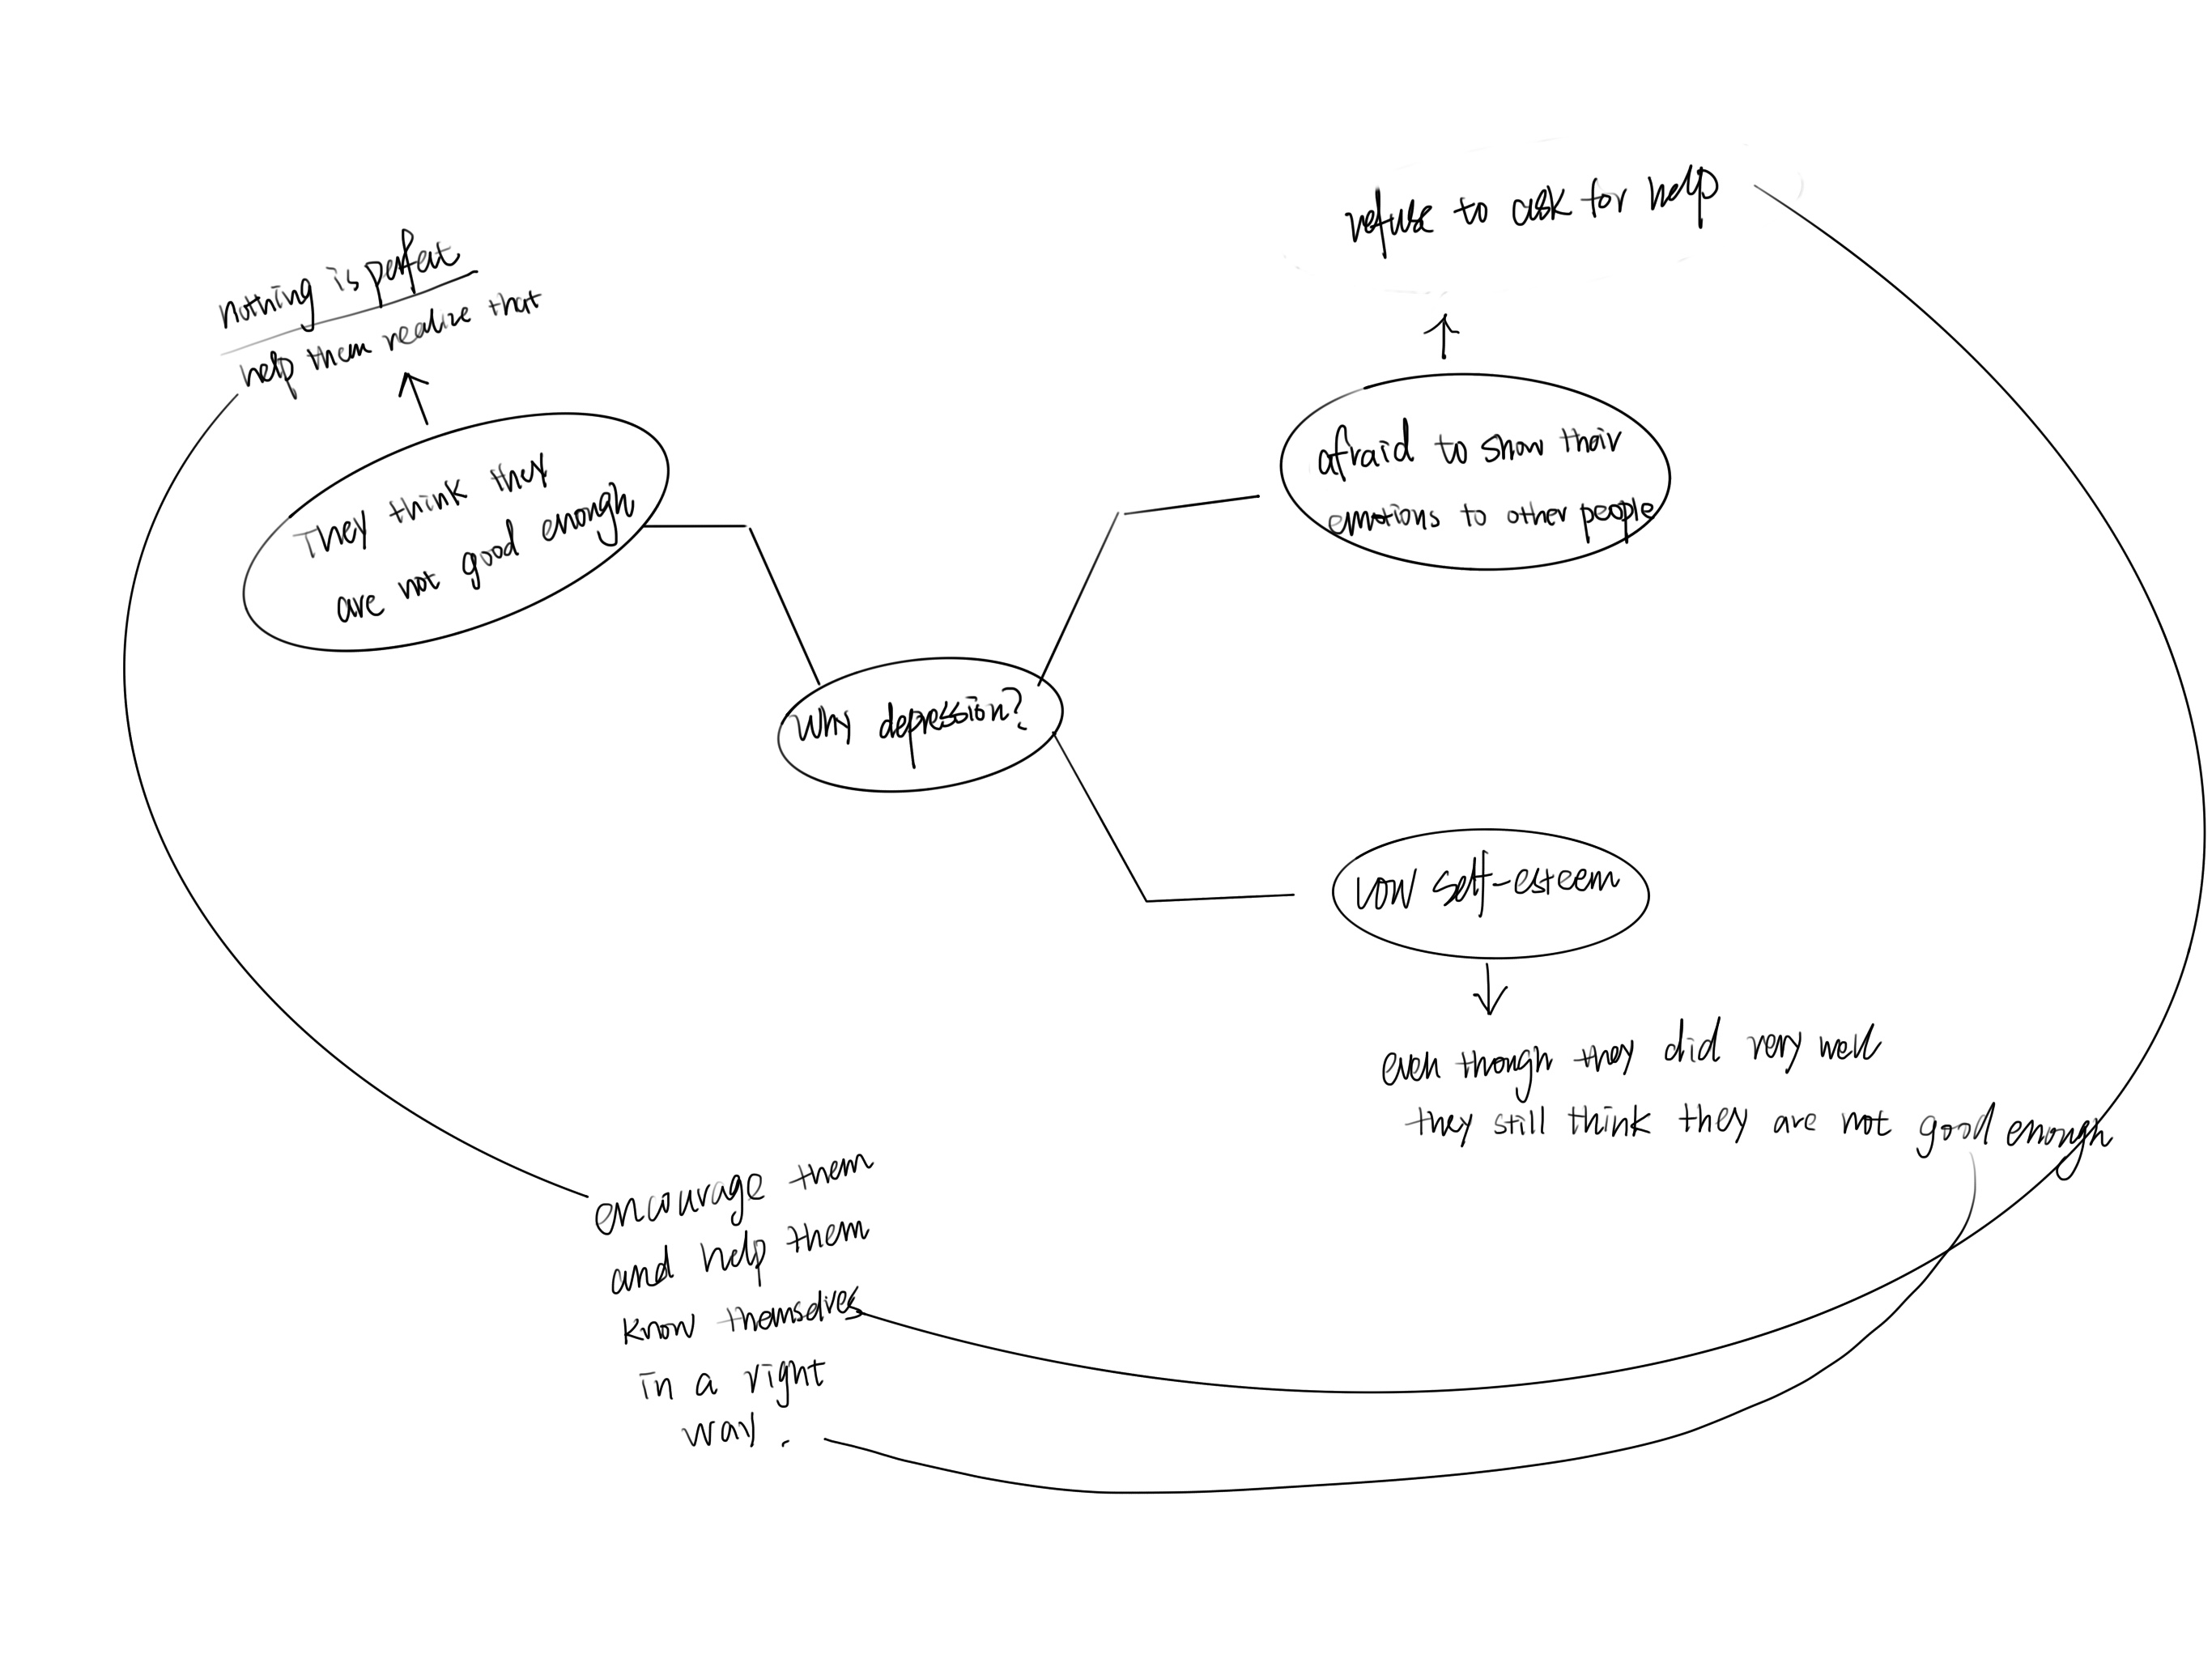 refuse to ask for help
nothing is perfect
help them realize that
They think they
are not good enough
afraid to show their
emotions to other people
Why depression?
Low self-esteem
even though they did very well
they still think they are not good enough
encourage them
and help them
know themselves
in a right
way.